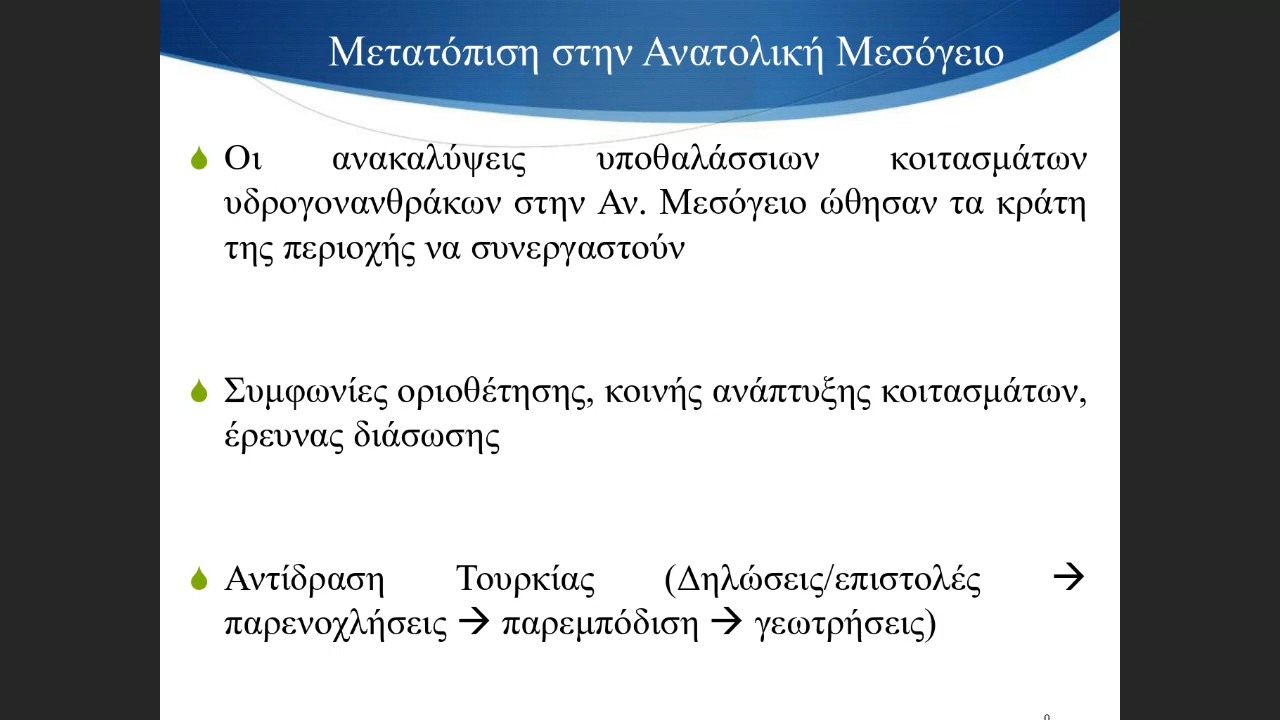 Μετατόπιση στην Ανατολική Μεσόγειο
Οι ανακαλύψεις υποθαλάσσιων κοιτασμάτων
υδρογονανθράκων στην Αν. Μεσόγειο ώθησαν τα κράτη
της περιοχής να συνεργαστούν
Συμφωνίες οριοθέτησης, κοινής ανάπτυξης κοιτασμάτων,
έρευνας διάσωσης
Αντίδραση Τουρκίας (Δηλώσεις/επιστολές →
παρενοχλήσεις → παρεμπόδιση → γεωτρήσεις)